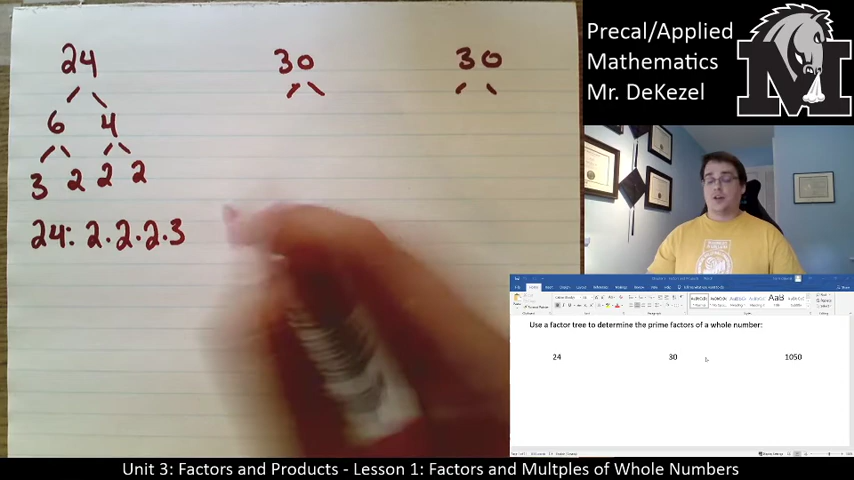 24 30 30
6 4
3 2 2 2
24: 2·2·2·3
Precal/Applied
Mathematics
Mr. DeKezel
M
Use a factor tree to determine the prime factors of a whole number:
24 30 1050
Unit 3: Factors and Products - Lesson 1: Factors and Multples of Whole Numbers